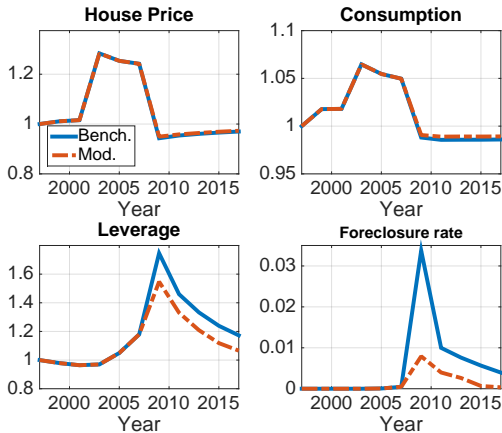 House Price
1.2
1
0.8
Bench.
Mod.
2000 2005 2010 2015
Year
Consumption
1.1
1.05
1
0.95
2000 2005 2010 2015
Year
Leverage
1.6
1.4
1.2
1.0
0.8
2000 2005 2010 2015
Year
Foreclosure rate
0.03
0.02
0.01
0
2000 2005 2010 2015
Year